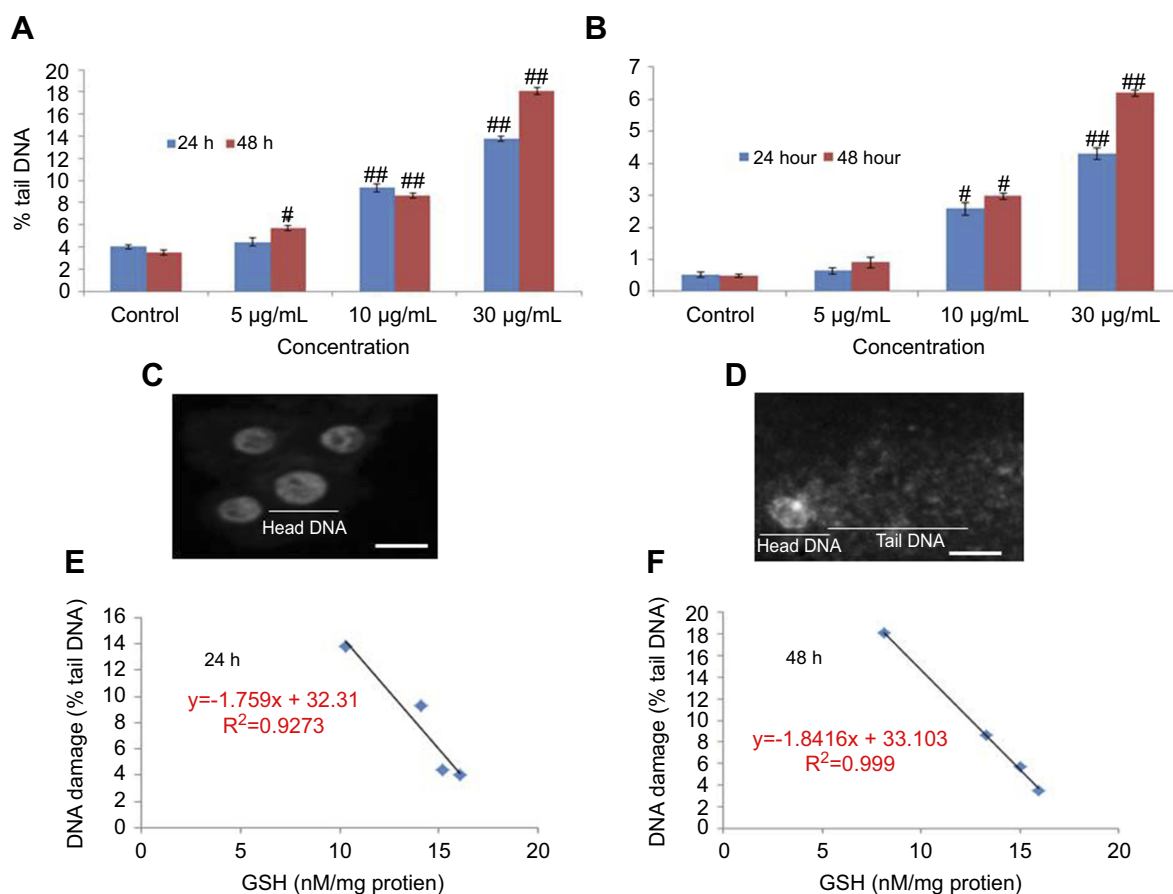 A
% tail DNA
20
18
16
14
12
10
8
6
4
2
0
24 h 48 h
#
## ##
## ##
Control 5 µg/mL 10 µg/mL 30 µg/mL
Concentration
B
7
6
5
4
3
2
1
0
24 hour 48 hour
# #
## ##
Control 5 µg/mL 10 µg/mL 30 µg/mL
Concentration
C
Head DNA
D
Head DNA Tail DNA
E
DNA damage (% tail DNA)
16
14
12
10
8
6
4
2
0
24 h
y=-1.759x + 32.31
R²=0.9273
0 5 10 15 20
GSH (nM/mg protien)
F
DNA damage (% tail DNA)
20
18
16
14
12
10
8
6
4
2
0
48 h
y=-1.8416x + 33.103
R²=0.999
0 5 10 15 20
GSH (nM/mg protien)